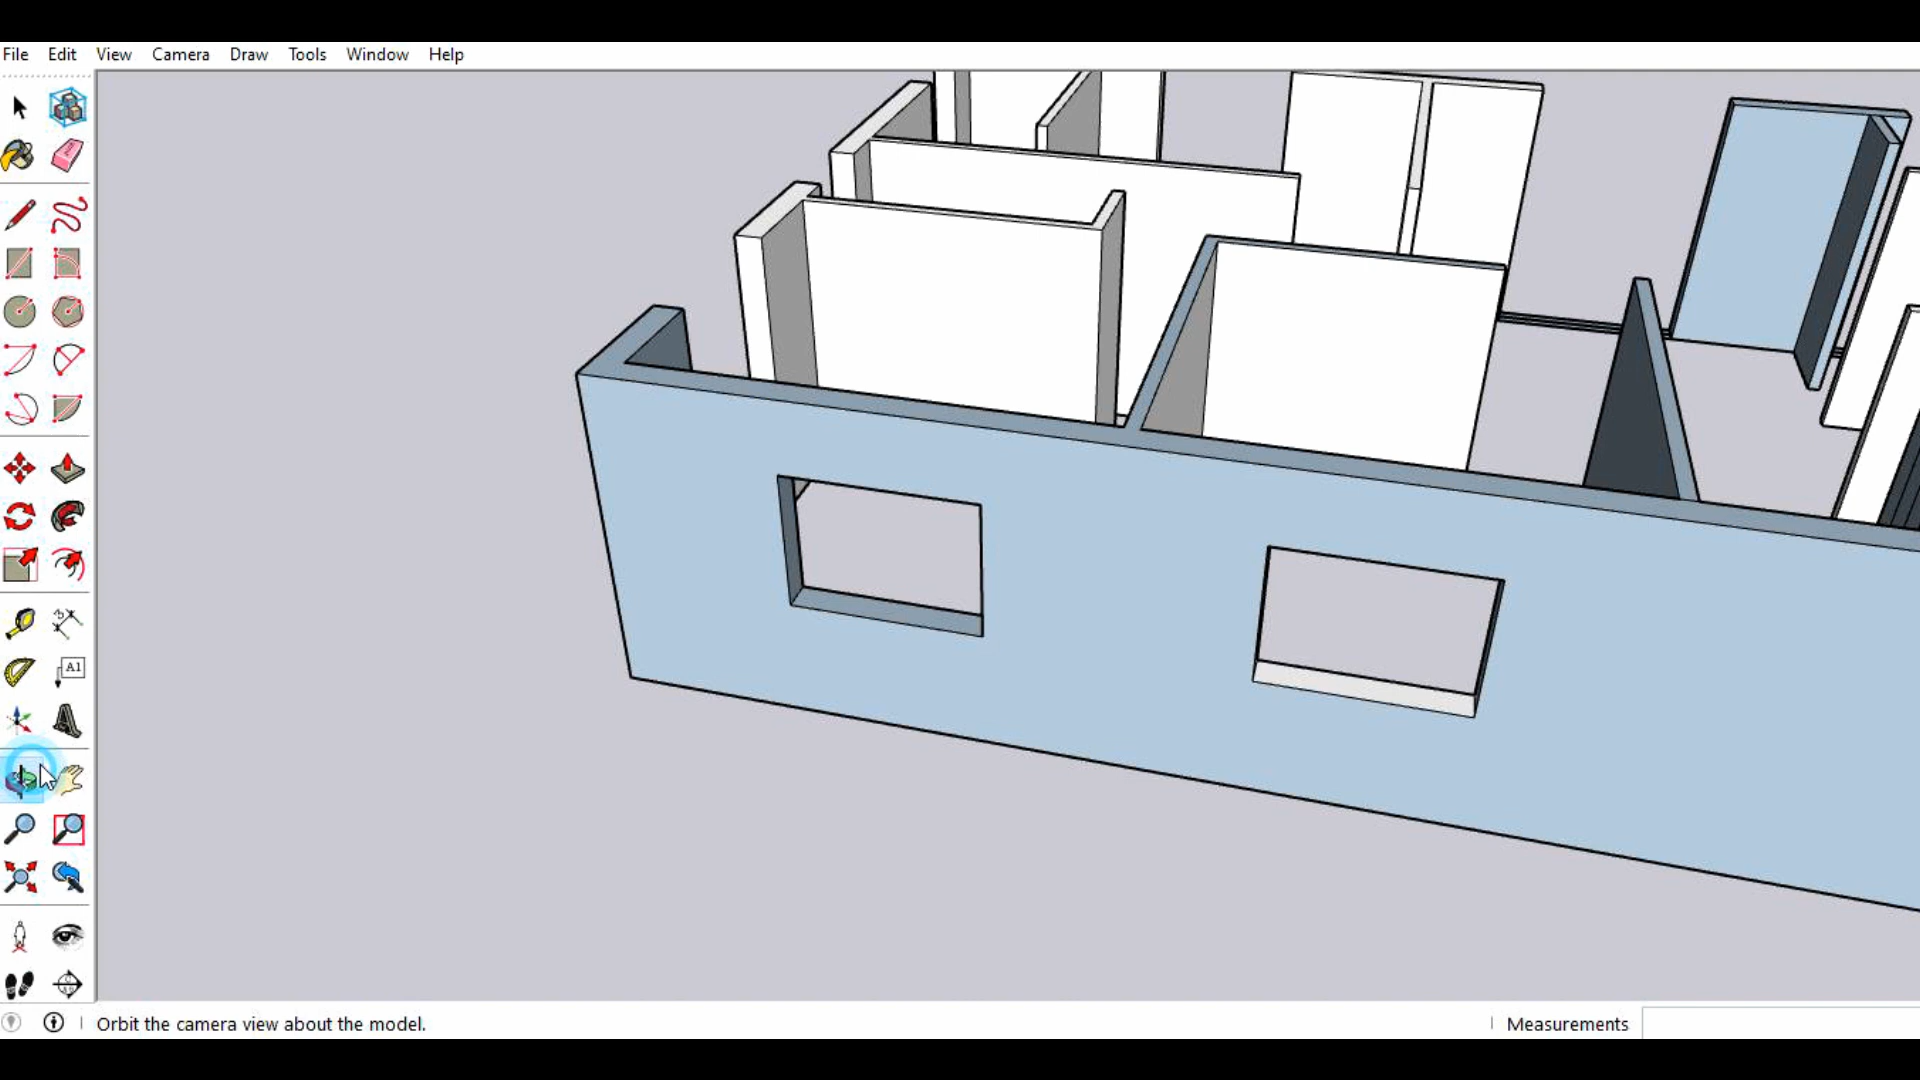 File Edit View Camera Draw Tools Window Help
A1
Orbit the camera view about the model.
Measurements